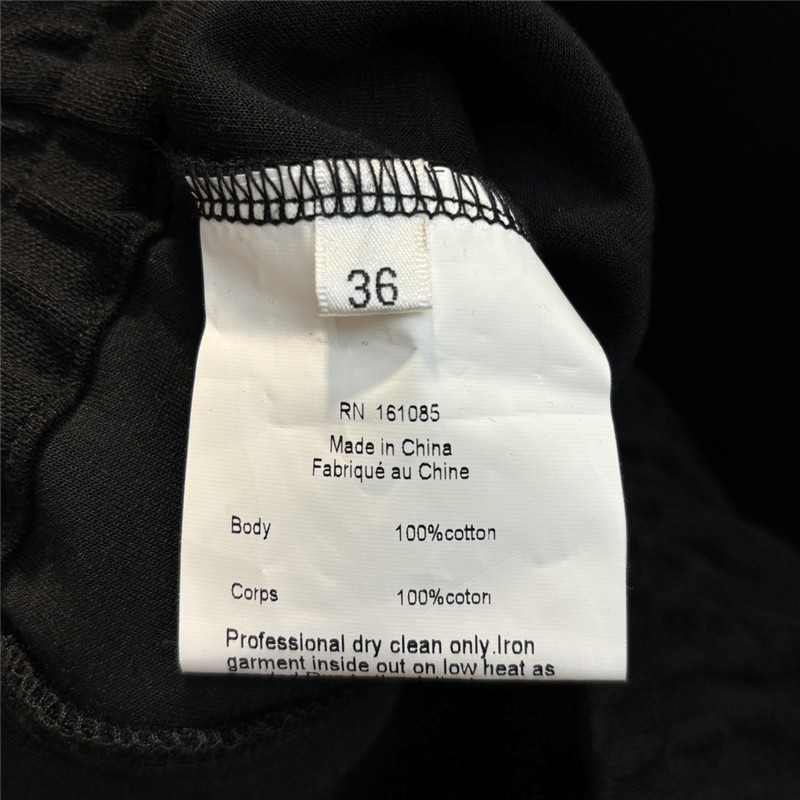 36
RN 161085
Made in China
Fabriqué au Chine
Body 100%cotton
Corps 100%coton
Professional dry clean only.Iron
garment inside out on low heat as